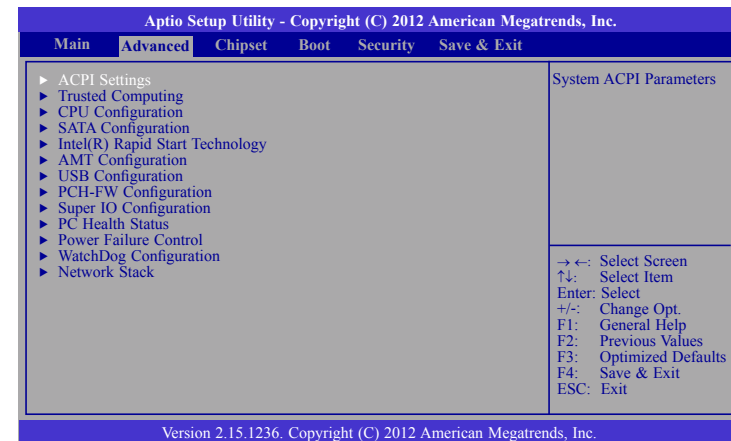 Aptio Setup Utility - Copyright (C) 2012 American Megatrends, Inc.
Main Advanced Chipset Boot Security Save & Exit
► ACPI Settings
► Trusted Computing
► CPU Configuration
► SATA Configuration
► Intel(R) Rapid Start Technology
► AMT Configuration
► USB Configuration
► PCH-FW Configuration
► Super IO Configuration
► PC Health Status
► Power Failure Control
► WatchDog Configuration
► Network Stack
System ACPI Parameters
→ ←: Select Screen
↑↓: Select Item
Enter: Select
+/-: Change Opt.
F1: General Help
F2: Previous Values
F3: Optimized Defaults
F4: Save & Exit
ESC: Exit
Version 2.15.1236. Copyright (C) 2012 American Megatrends, Inc.